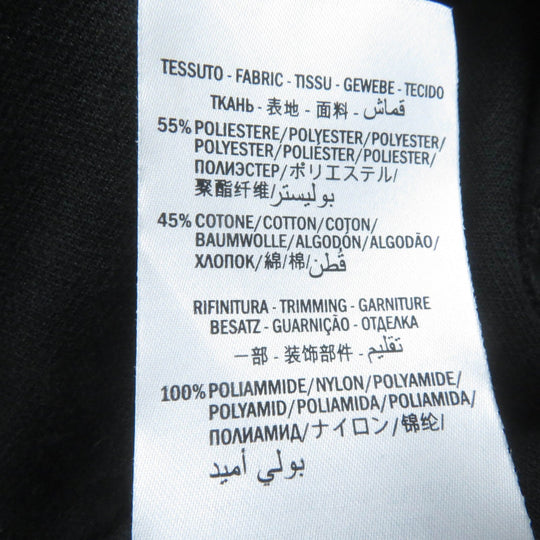 TESSUTO - FABRIC - TISSU - GEWEBE - TECIDO
ТКАНЬ - 表地 - 面料 - قماش
55% POLIESTERE/POLYESTER/POLYESTER/
POLYESTER/POLIÉSTER/POLIESTER/
ПОЛИЭСТЕР/ポリエステル/
聚酯纤维/بوليستر
45% COTONE/COTTON/COTON/
BAUMWOLLE/ALGODÓN/ALGODÃO/
ХЛОПОК/綿/棉/قُطن
RIFINITURA - TRIMMING - GARNITURE
BESATZ - GUARNIÇÃO - ОТДЕЛКА
一部 - 装饰部件 - تقليم
100% POLIAMMIDE/NYLON/POLYAMIDE/
POLYAMID/POLIAMIDA/POLIAMIDA/
ПОЛИАМИД/ナイロン/锦纶/
بولي أميد